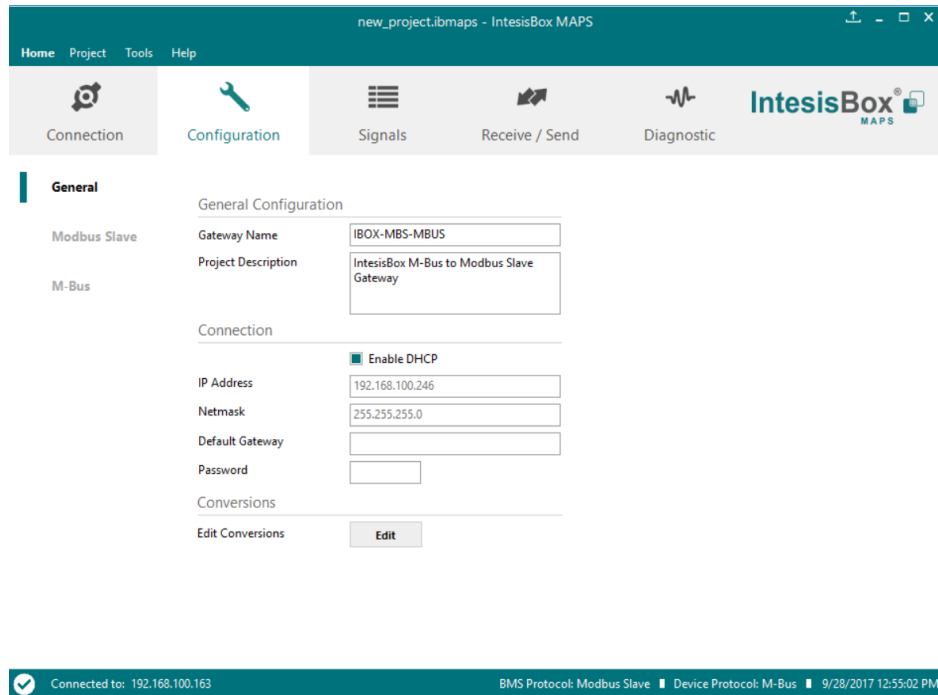 new_project.ibmaps - IntesisBox MAPS
Home Project Tools Help
Connection Configuration Signals Receive / Send Diagnostic
IntesisBox®
MAPS
General
General Configuration
Modbus Slave
Gateway Name IBOX-MBS-MBUS
Project Description IntesisBox M-Bus to Modbus Slave
Gateway
M-Bus
Connection
Enable DHCP
IP Address 192.168.100.246
Netmask 255.255.255.0
Default Gateway
Password
Conversions
Edit Conversions Edit
Connected to: 192.168.100.163 BMS Protocol: Modbus Slave Device Protocol: M-Bus 9/28/2017 12:55:02 PM